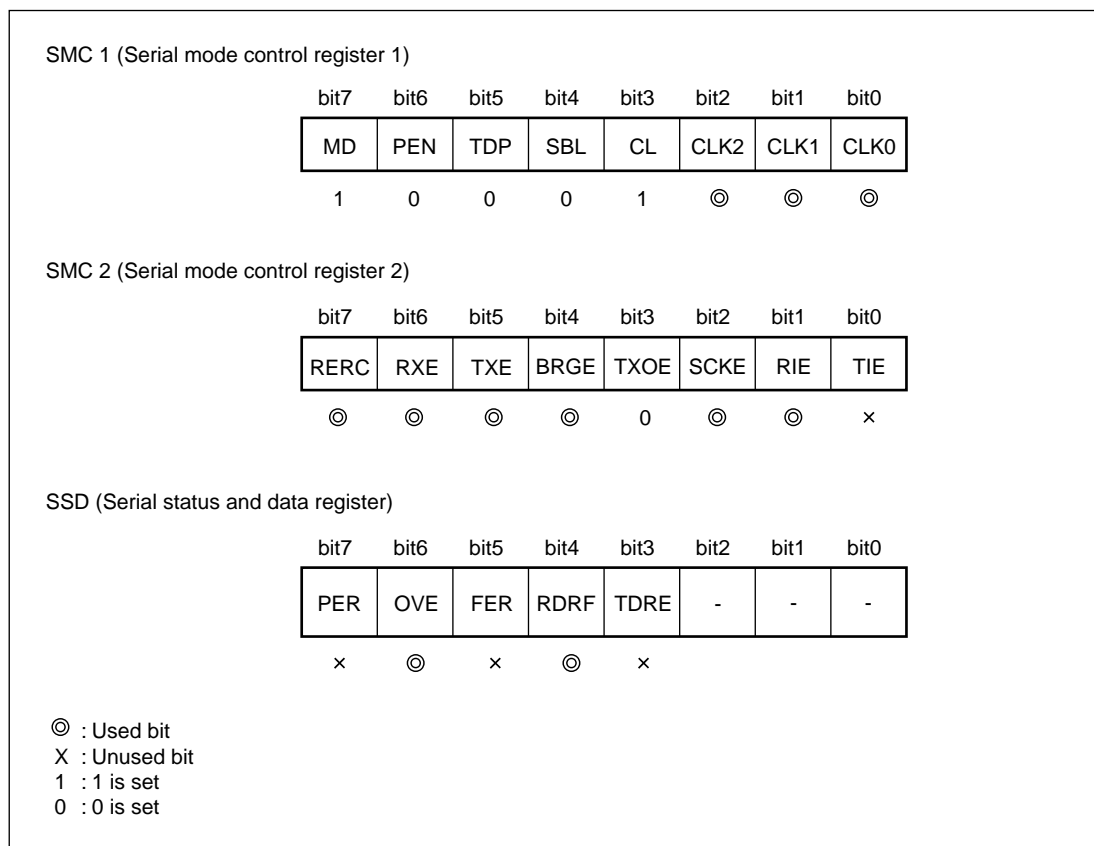 SMC 1 (Serial mode control register 1)
bit7 bit6 bit5 bit4 bit3 bit2 bit1 bit0
MD PEN TDP SBL CL CLK2 CLK1 CLK0
1 0 0 0 1 ◎ ◎ ◎
SMC 2 (Serial mode control register 2)
bit7 bit6 bit5 bit4 bit3 bit2 bit1 bit0
RERC RXE TXE BRGE TXOE SCKE RIE TIE
◎ ◎ ◎ ◎ 0 ◎ ◎ ×
SSD (Serial status and data register)
bit7 bit6 bit5 bit4 bit3 bit2 bit1 bit0
PER OVE FER RDRF TDRE - - -
× ◎ × ◎ ×
◎ : Used bit
X : Unused bit
1 : 1 is set
0 : 0 is set